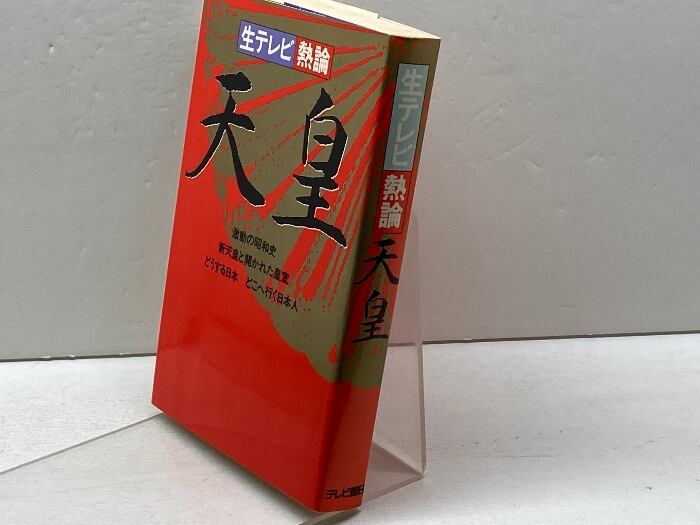 生テレビ熱論
天皇
激動の昭和史
新天皇と開かれた皇室
どうする日本 どこへ行く日本人
生テレビ
熱論
天皇
テレビ朝日